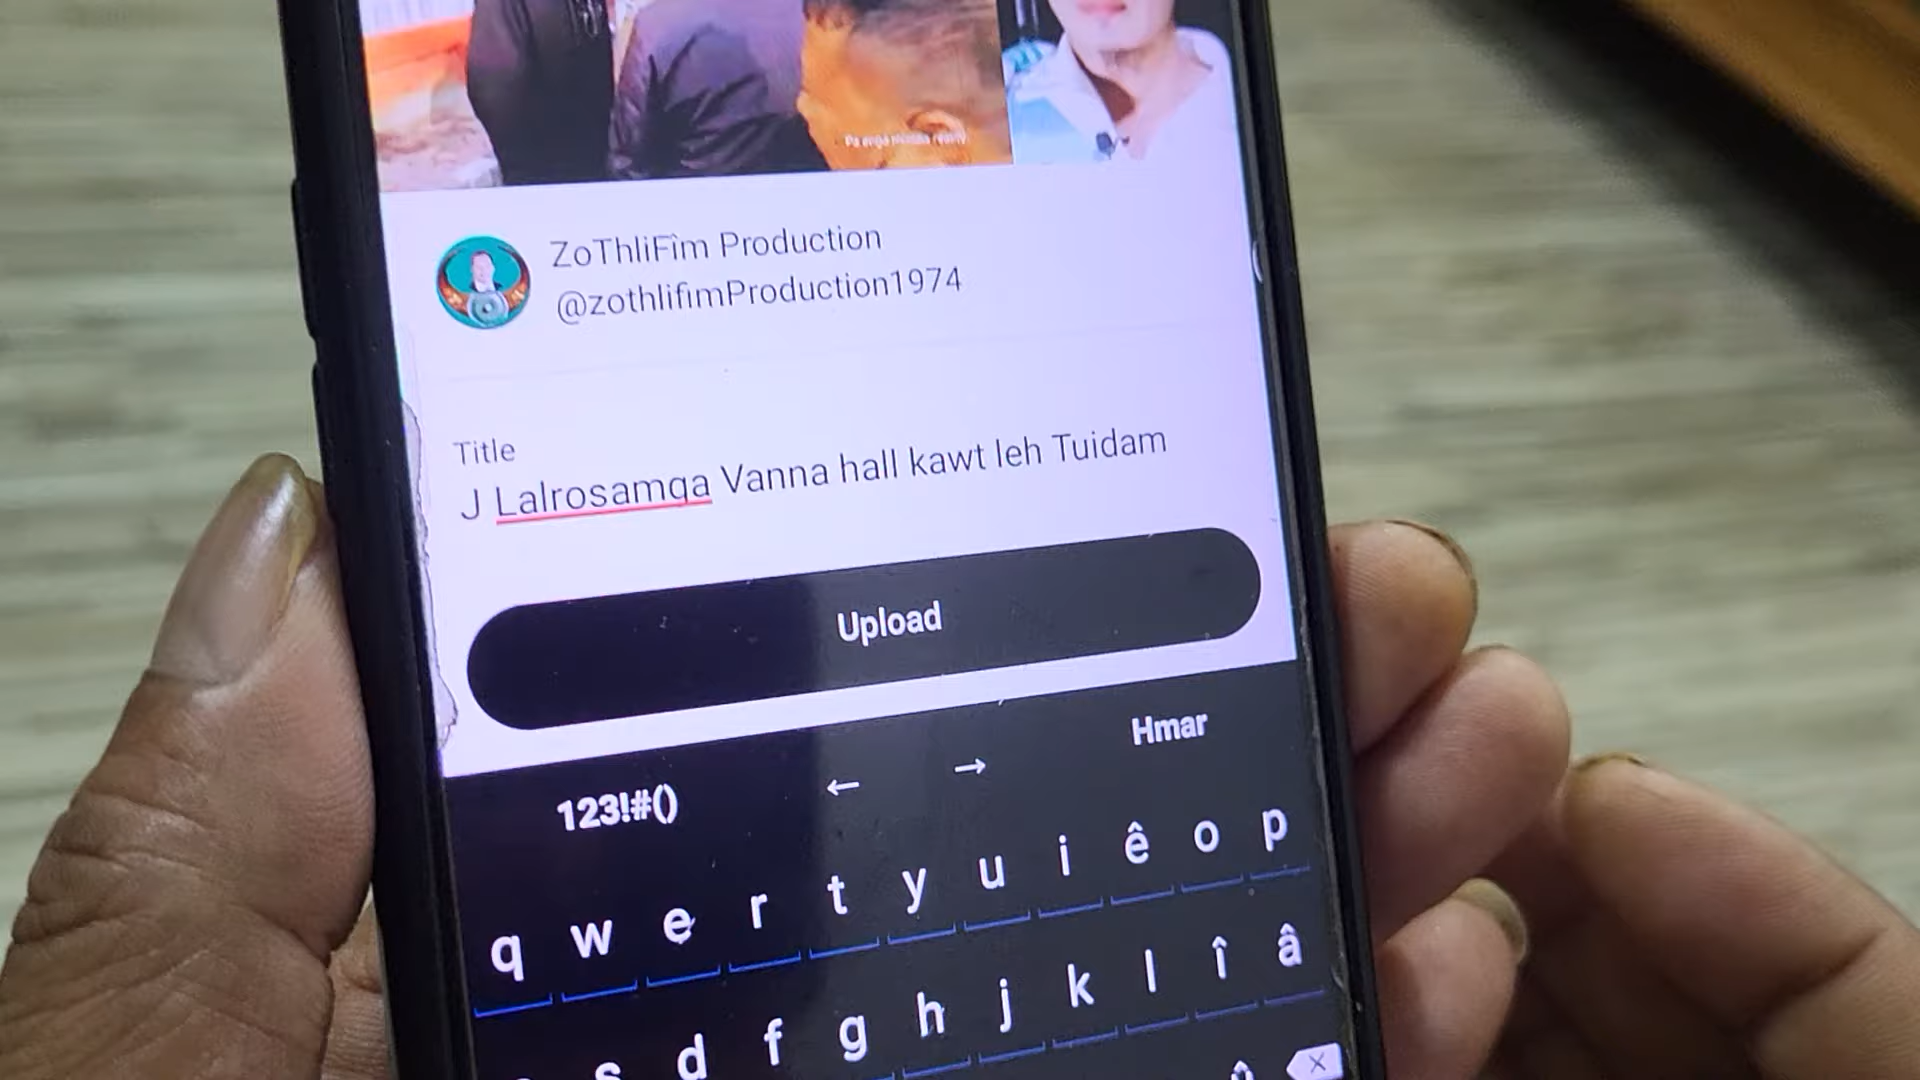 ZoThliFîm Production
@zothlifimProduction1974
Title
J Lalrosamga Vanna hall kawt leh Tuidam
Upload
123!#() ← → Hmar
q w e r t y u i ê o p
s d f g h j k l î â